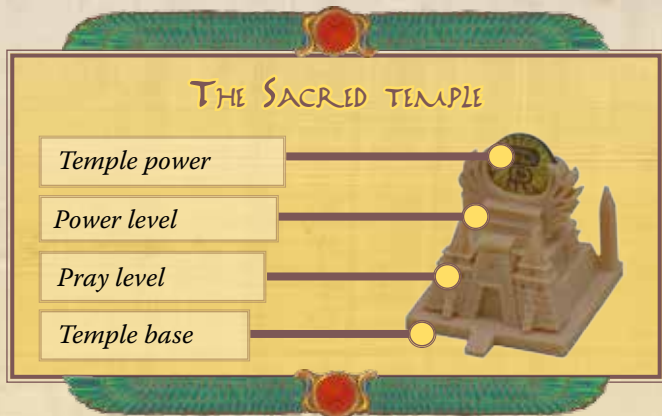 The Sacred temple
Temple power
Power level
Pray level
Temple base